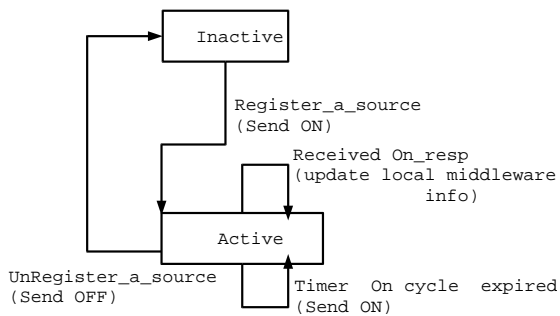 Inactive
Register_a_source
(Send ON)
Received On_resp
(update local middleware
info)
Active
UnRegister_a_source
(Send OFF)
Timer On cycle expired
(Send ON)